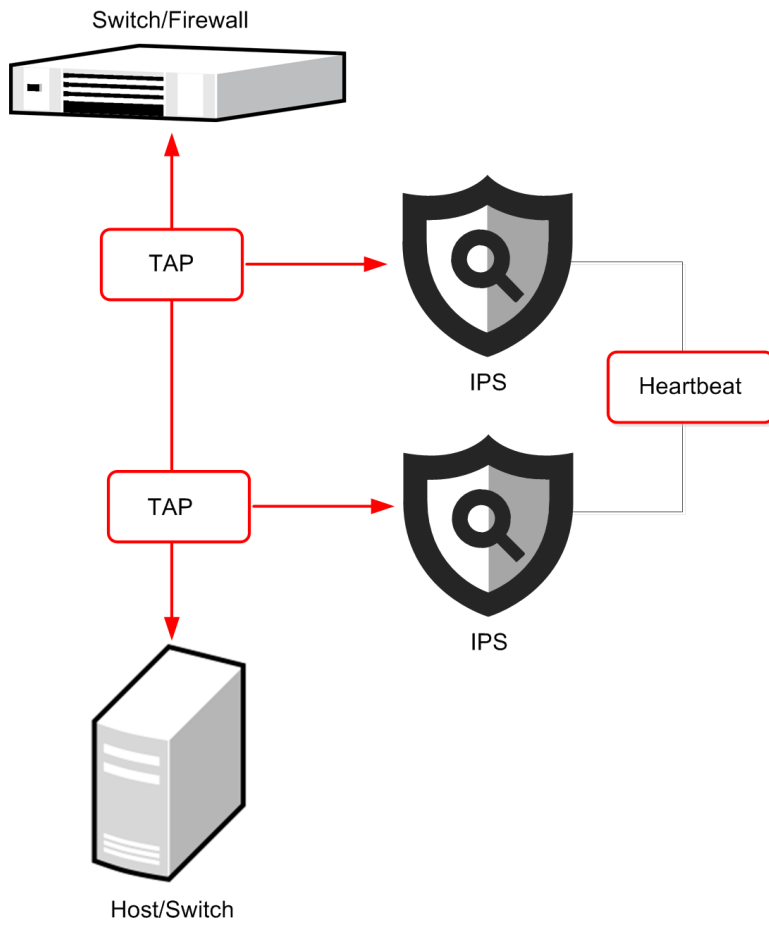 Switch/Firewall
TAP
IPS
Heartbeat
TAP
IPS
Host/Switch